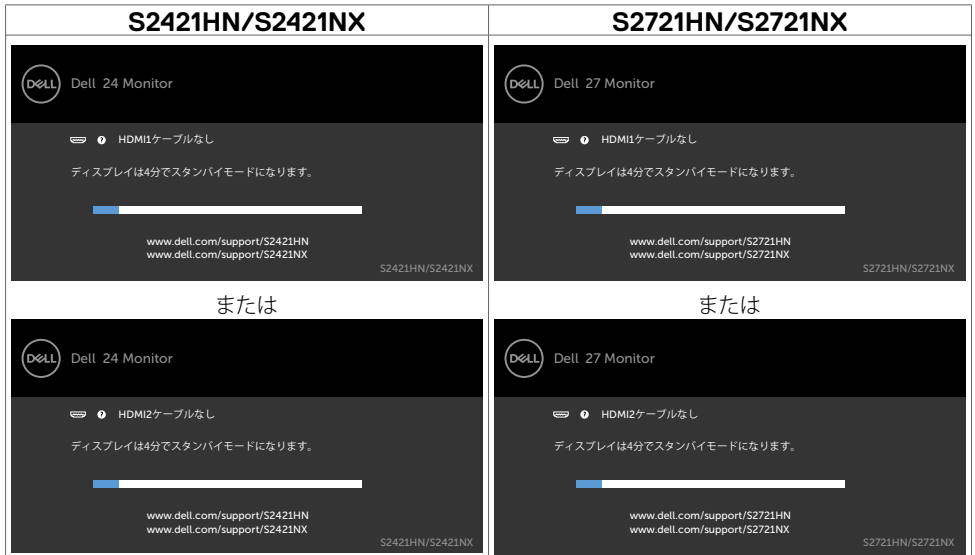 S2421HN/S2421NX
S2721HN/S2721NX
DELL
Dell 24 Monitor
HDMI1ケーブルなし
ディスプレイは4分でスタンバイモードになります。
www.dell.com/support/S2421HN
www.dell.com/support/S2421NX
S2421HN/S2421NX
DELL
Dell 27 Monitor
HDMI1ケーブルなし
ディスプレイは4分でスタンバイモードになります。
www.dell.com/support/S2721HN
www.dell.com/support/S2721NX
S2721HN/S2721NX
または
または
DELL
Dell 24 Monitor
HDMI2ケーブルなし
ディスプレイは4分でスタンバイモードになります。
www.dell.com/support/S2421HN
www.dell.com/support/S2421NX
S2421HN/S2421NX
DELL
Dell 27 Monitor
HDMI2ケーブルなし
ディスプレイは4分でスタンバイモードになります。
www.dell.com/support/S2721HN
www.dell.com/support/S2721NX
S2721HN/S2721NX